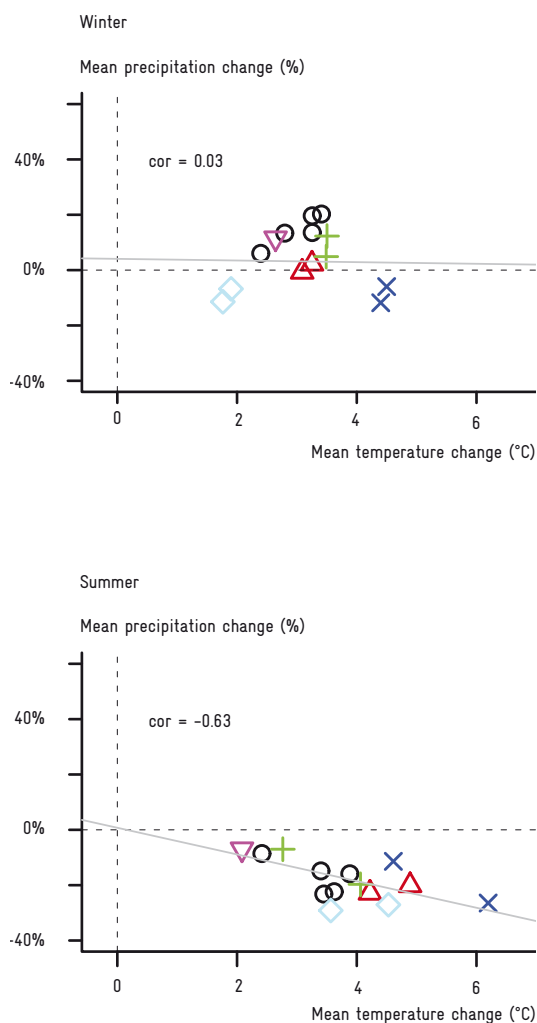 Winter
Mean precipitation change (%)
cor = 0.03
40%
0%
-40%
0 2 4 6
Mean temperature change (°C)
Summer
Mean precipitation change (%)
cor = -0.63
40%
0%
-40%
0 2 4 6
Mean temperature change (°C)